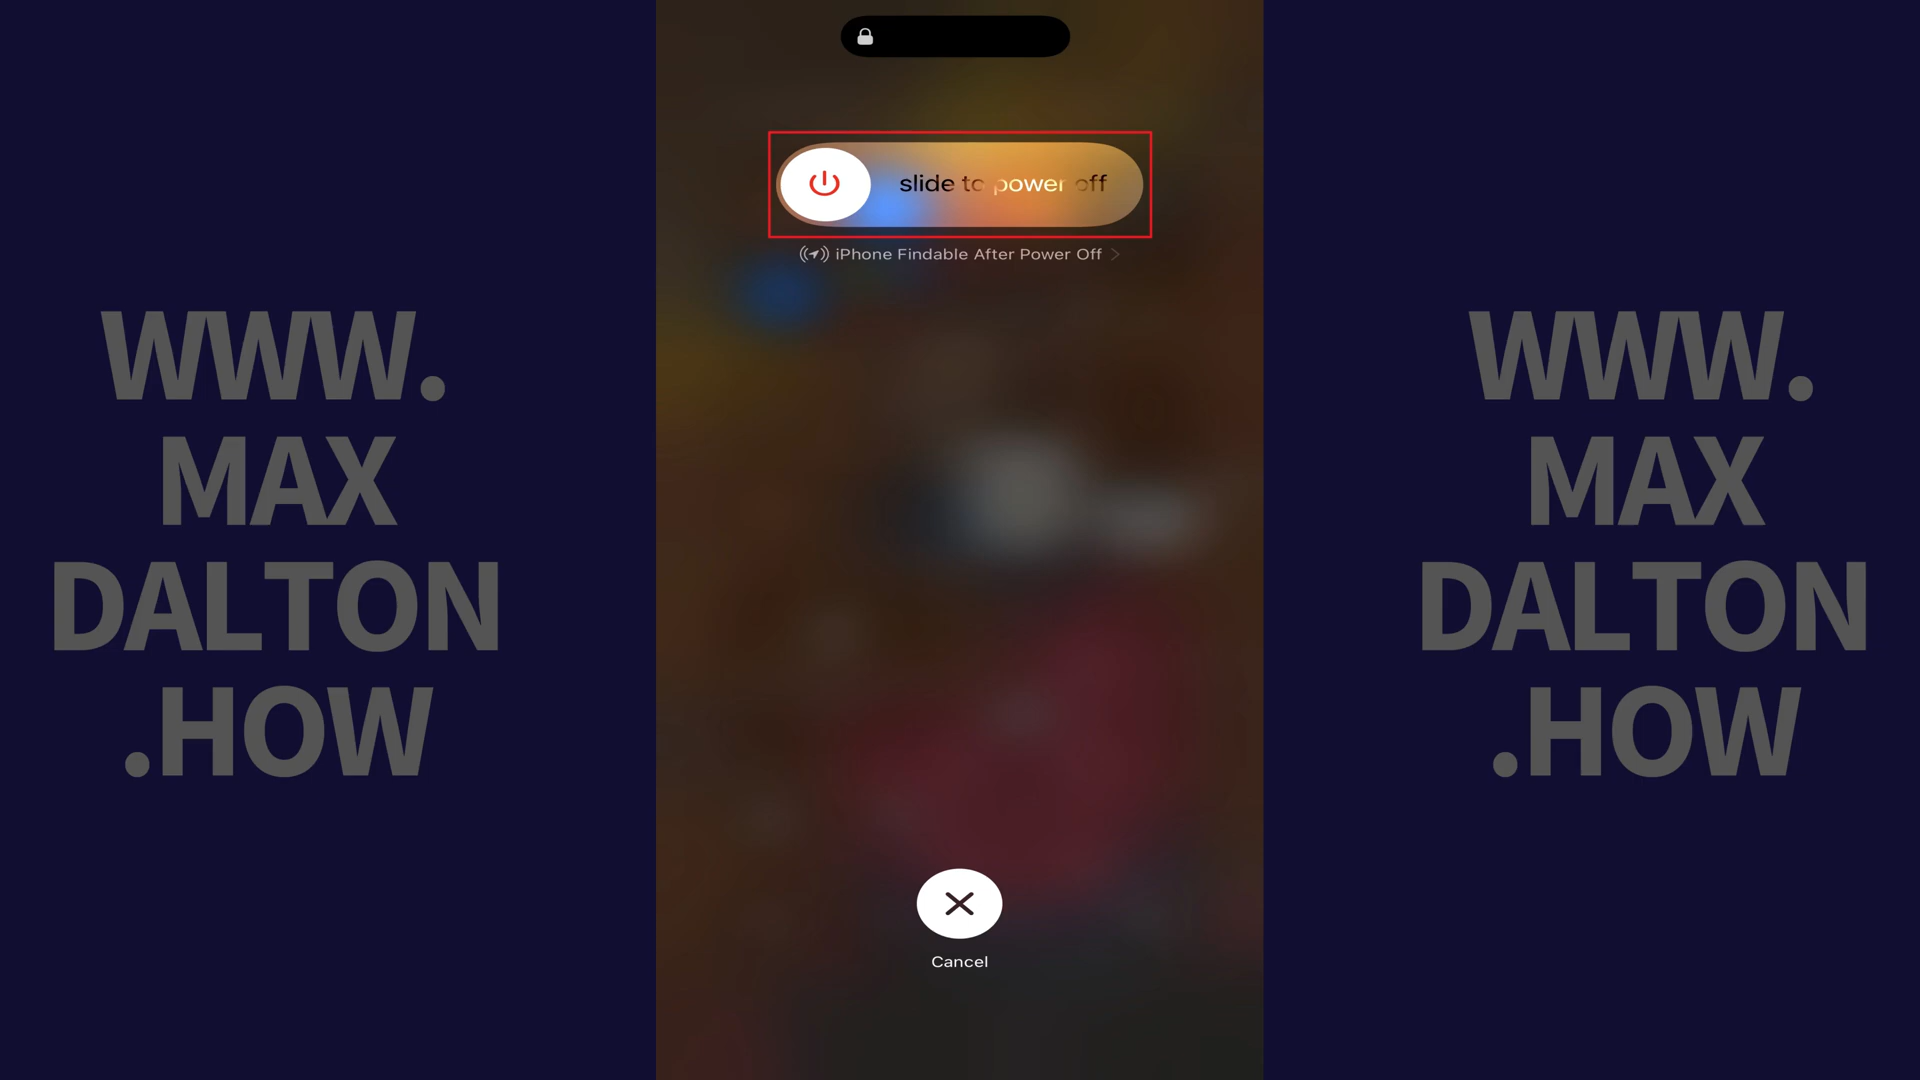 WWW.
MAX
DALTON
.HOW
slide to power off
iPhone Findable After Power Off
Cancel
WWW.
MAX
DALTON
.HOW